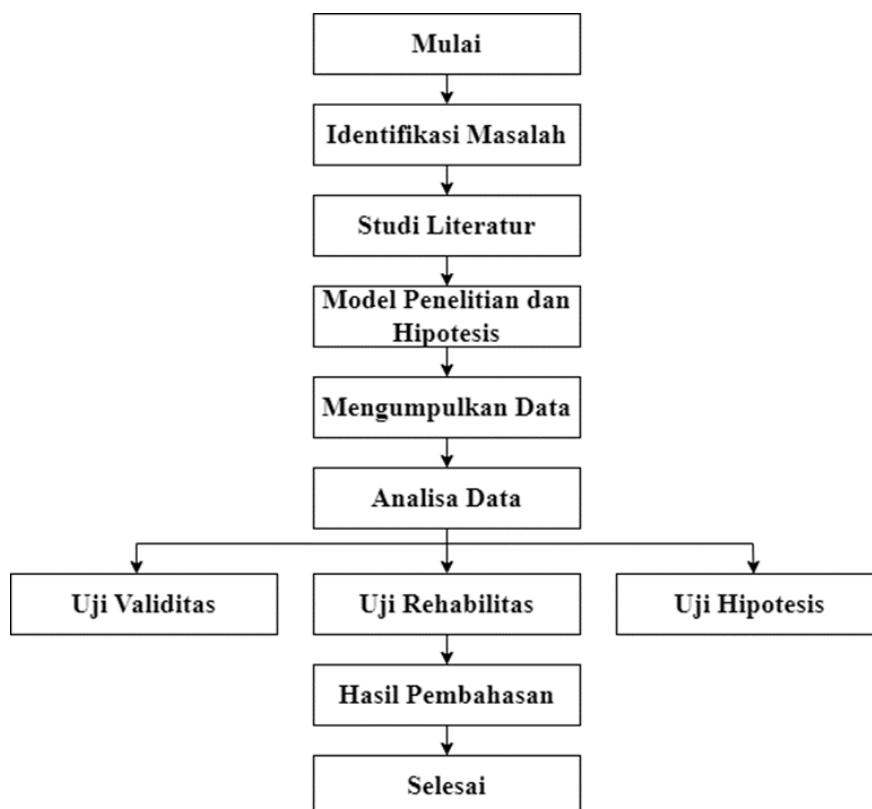 Mulai
Identifikasi Masalah
Studi Literatur
Model Penelitian dan
Hipotesis
Mengumpulkan Data
Analisa Data
Uji Validitas
Uji Rehabilitas
Uji Hipotesis
Hasil Pembahasan
Selesai